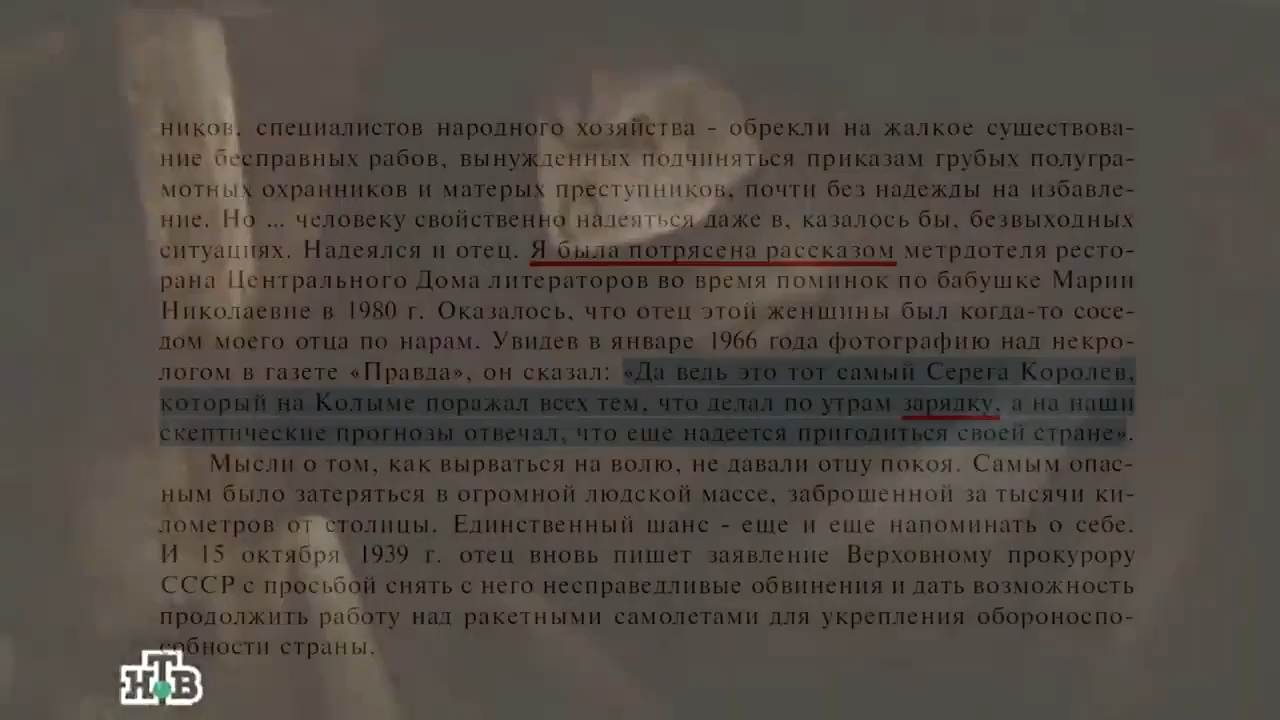 ников, специалистов народного хозяйства - обрекли на жалкое существова-
ние бесправных рабов, вынужденных подчиняться приказам грубых полугра-
мотных охранников и матерых преступников, почти без надежды на избавле-
ние. Но ... человеку свойственно надеяться даже в, казалось бы, безвыходных
ситуациях. Надеялся и отец. Я была потрясена рассказом метрдотеля ресто-
рана Центрального Дома литераторов во время поминок по бабушке Марии
Николаевне в 1980 г. Оказалось, что отец этой женщины был когда-то сосе-
дом моего отца по нарам. Увидев в январе 1966 года фотографию над некро-
логом в газете «Правда», он сказал: «Да ведь это тот самый Серега Королев,
который на Колыме поражал всех тем, что делал по утрам зарядку, а на наши
скептические прогнозы отвечал, что еще надеется пригодиться своей стране».
Мысли о том, как вырваться на волю, не давали отцу покоя. Самым опас-
ным было затеряться в огромной людской массе, заброшенной за тысячи ки-
лометров от столицы. Единственный шанс - еще и еще напоминать о себе.
И 15 октября 1939 г. отец вновь пишет заявление Верховному прокурору
СССР с просьбой снять с него несправедливые обвинения и дать возможность
продолжить работу над ракетными самолетами для укрепления обороноспо-
собности страны.
НТВ